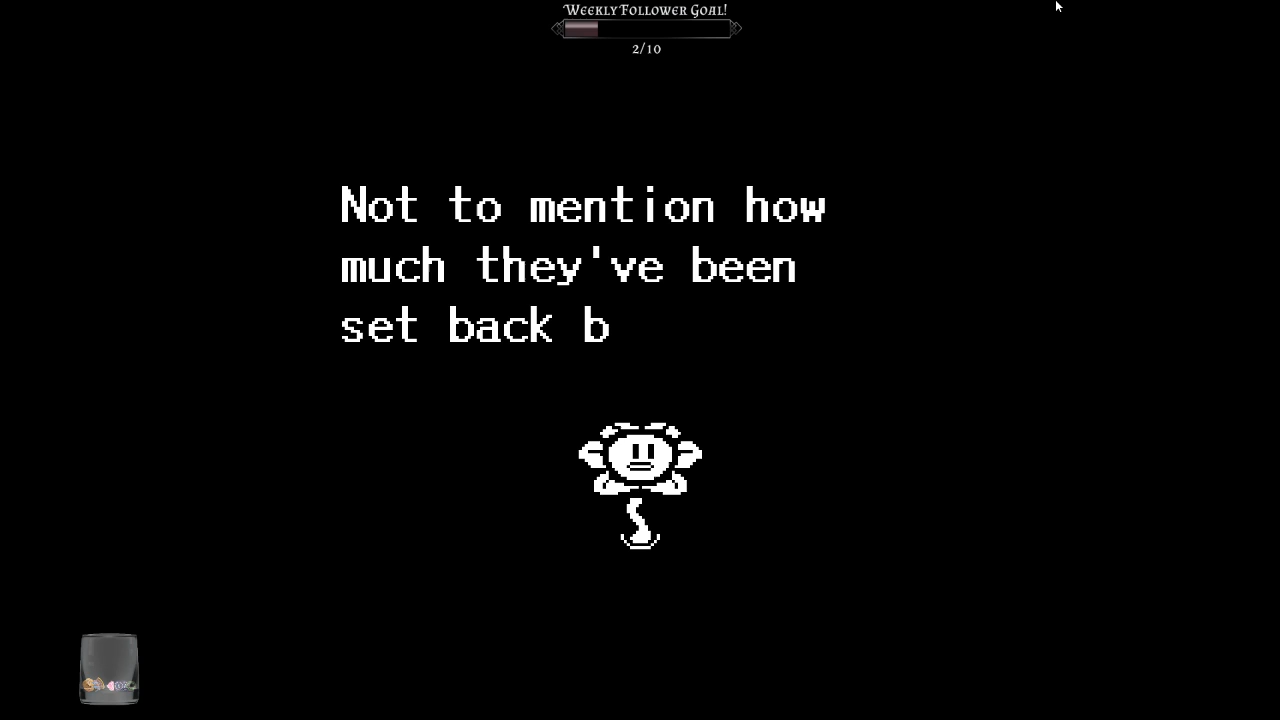 Weekly Follower Goal!
2/10
Not to mention how
much they've been
set back b